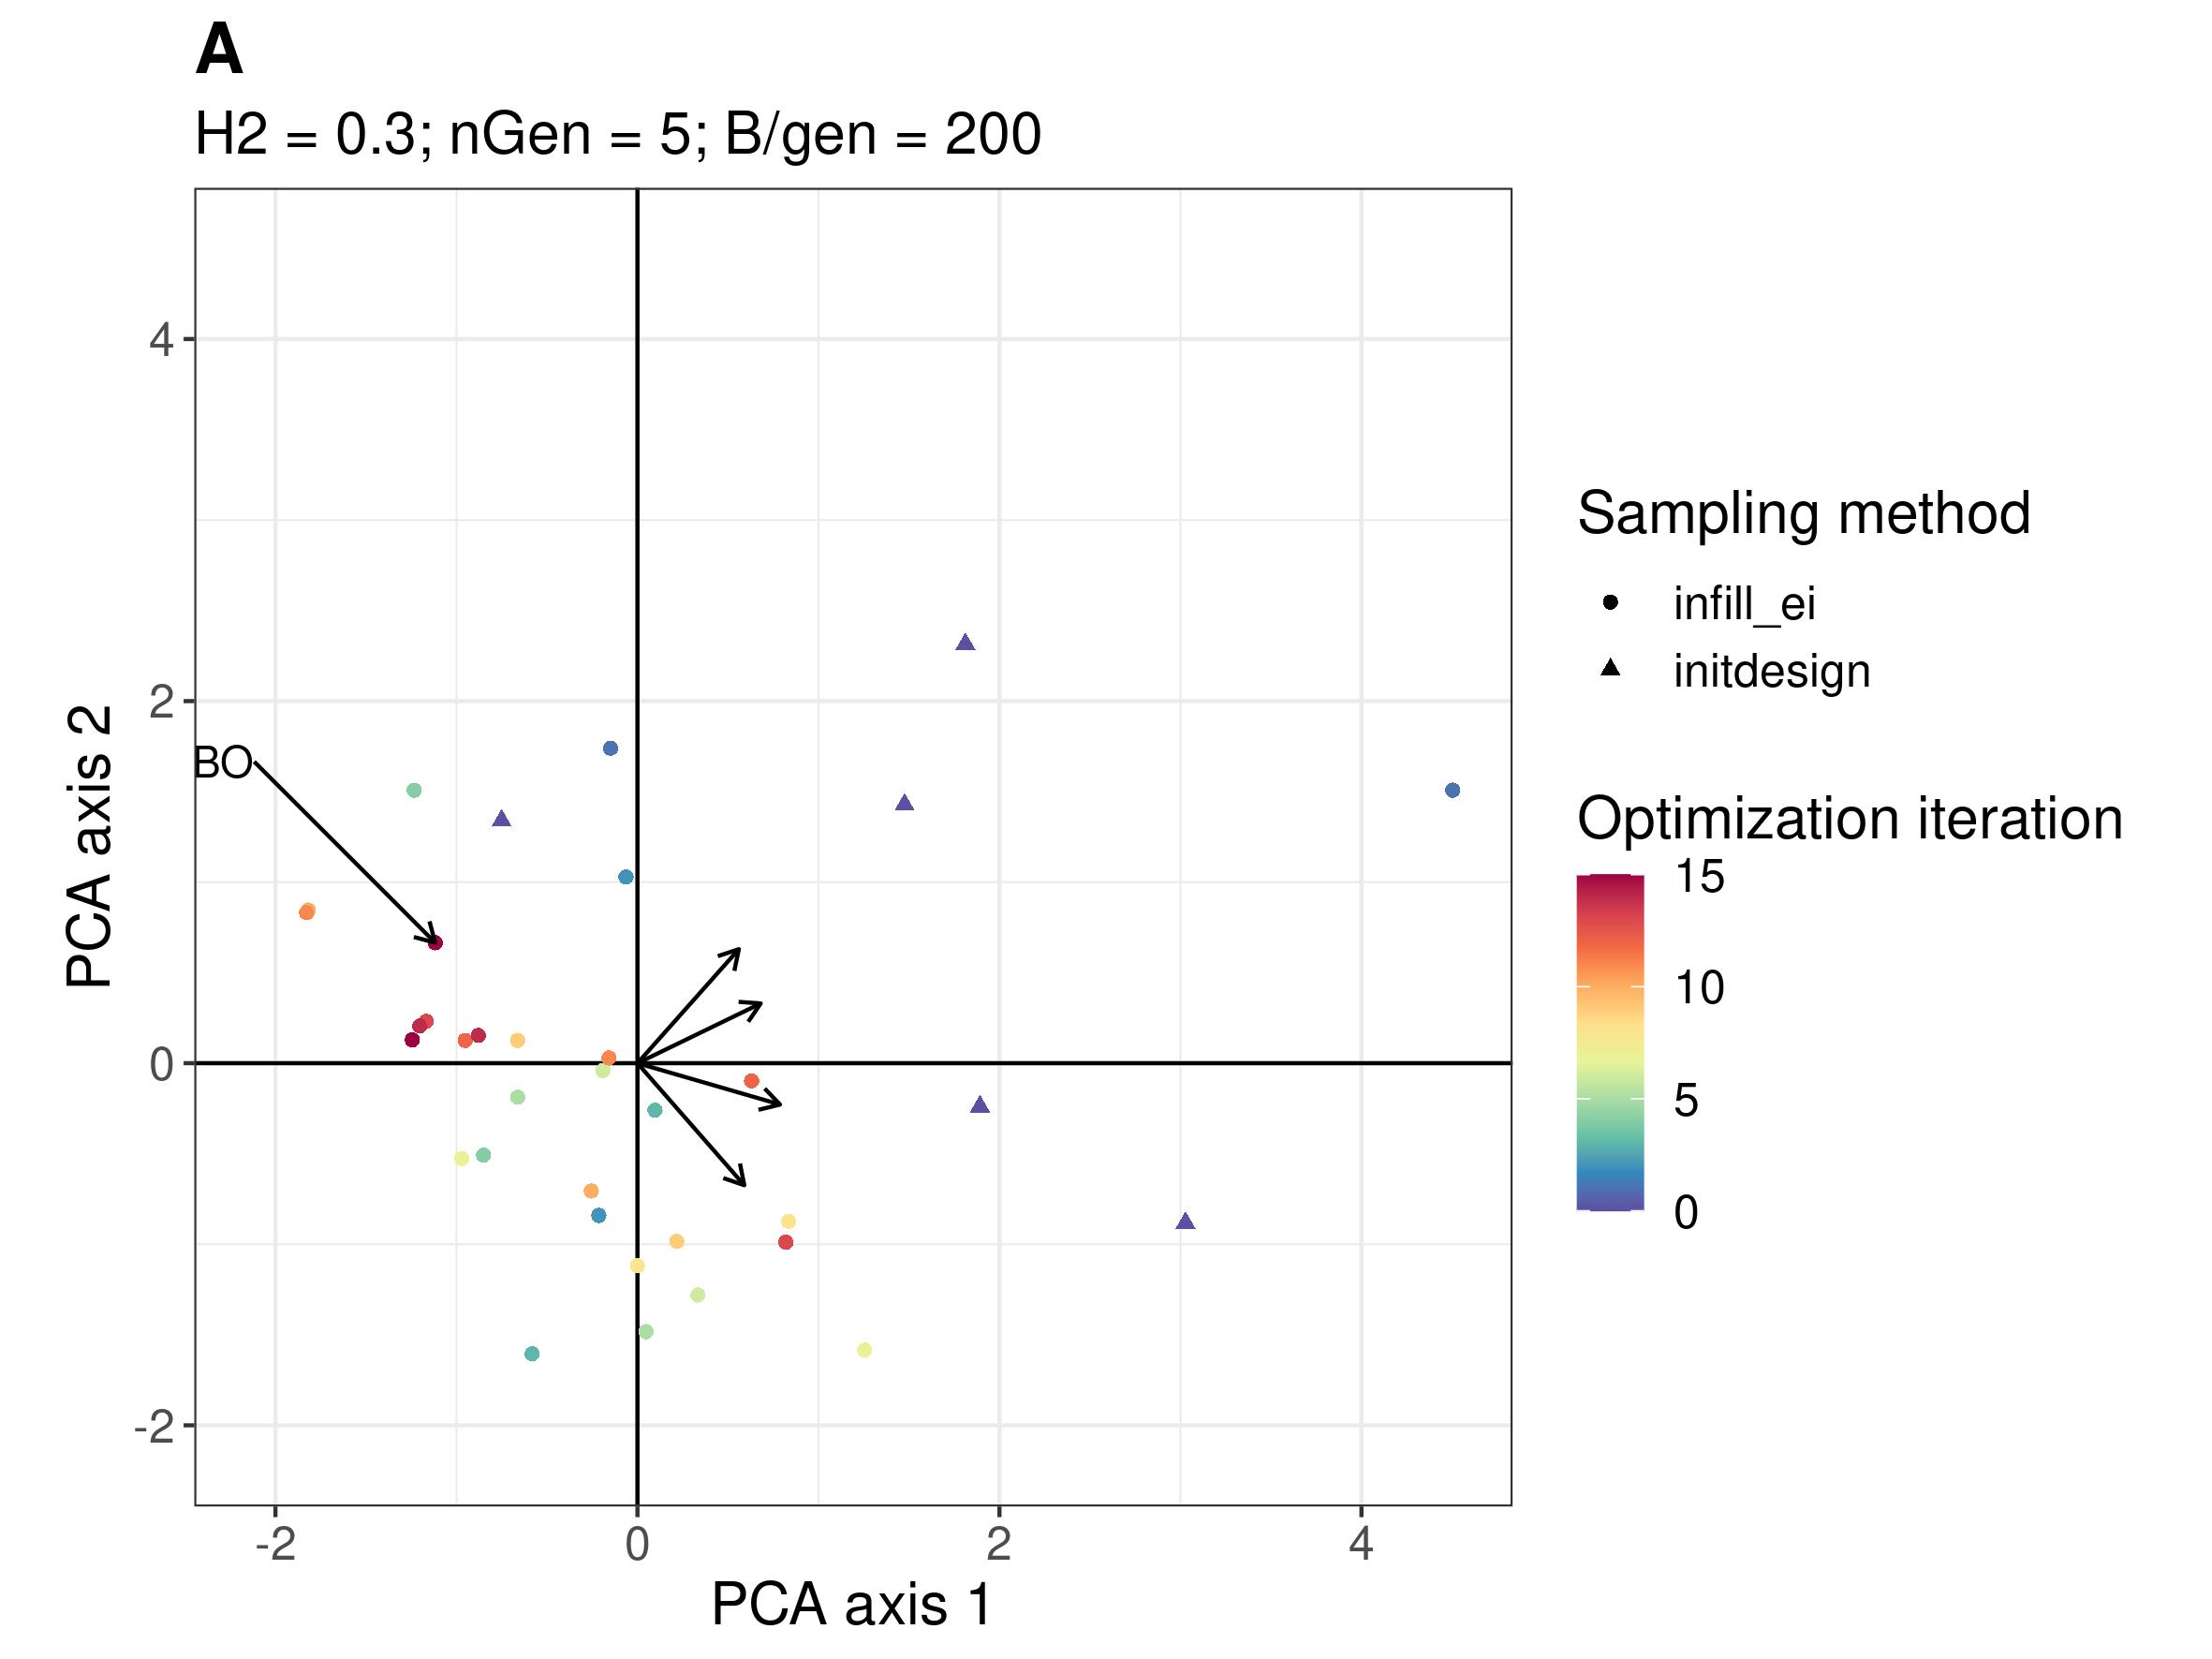 A
H2 = 0.3; nGen = 5; B/gen = 200
4
2
0
-2
PCA axis 2
BO
-2
0
2
4
PCA axis 1
Sampling method
infill_ei
initdesign
Optimization iteration
15
10
5
0